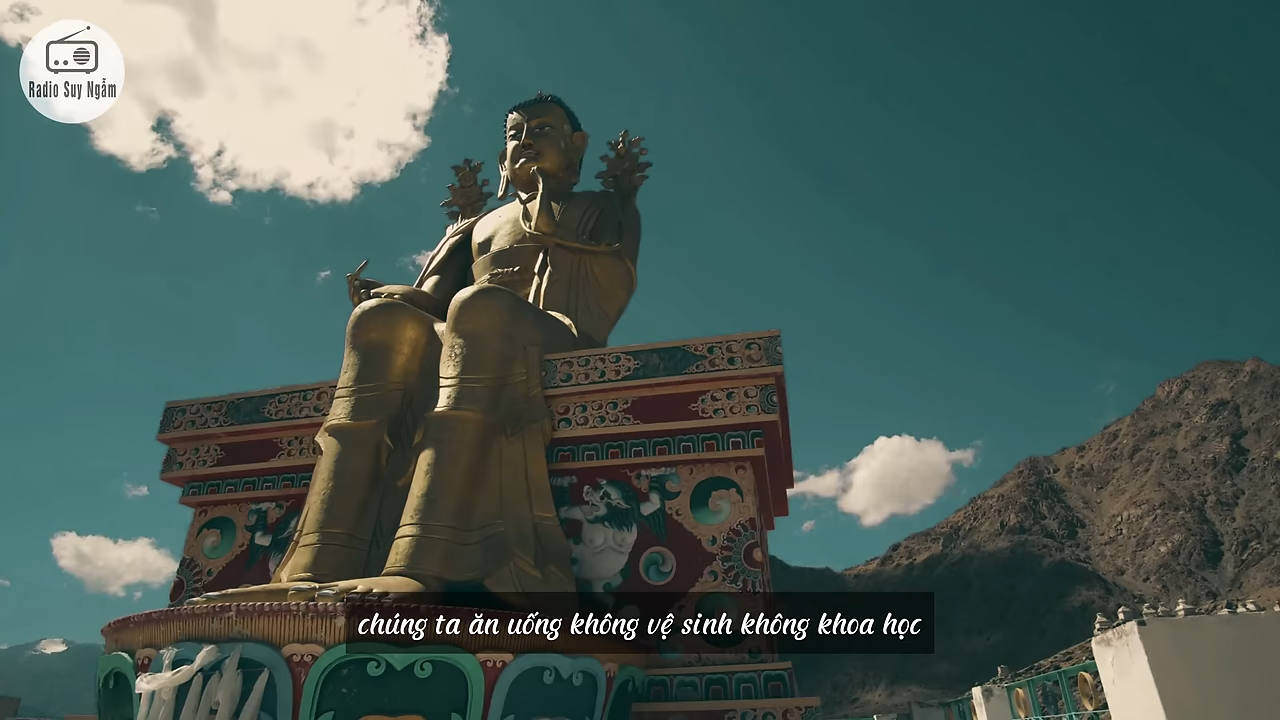 Radio Suy Ngẫm
chúng ta ăn uống không vệ sinh không khoa học